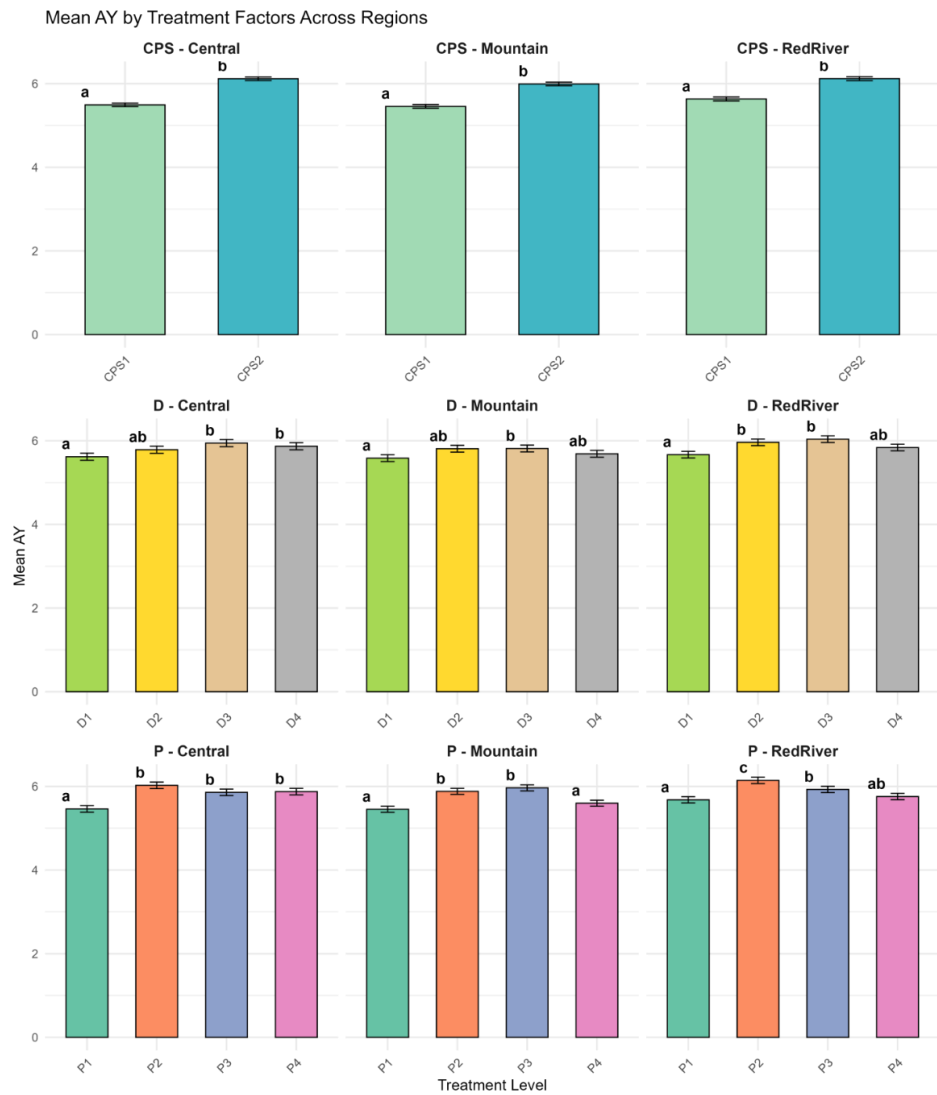 Mean AY by Treatment Factors Across Regions
CPS - Central CPS - Mountain CPS - RedRiver
a b a b a b
6
4
2
0
CPS1 CPS2 CPS1 CPS2 CPS1 CPS2
D - Central D - Mountain D - RedRiver
a ab b b a ab b ab a b b ab
6
4
2
0
D1 D2 D3 D4 D1 D2 D3 D4 D1 D2 D3 D4
Mean AY
P - Central P - Mountain P - RedRiver
a b b b a b b a a c b ab
6
4
2
0
P1 P2 P3 P4 P1 P2 P3 P4 P1 P2 P3 P4
Treatment Level